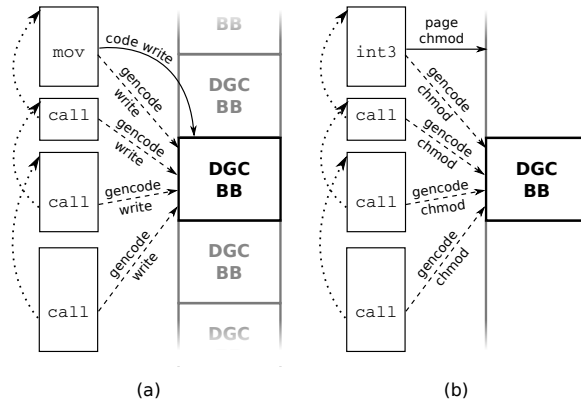 BB
mov
code write
gencode
write
DGC
BB
call
gencode
write
DGC
BB
call
gencode
write
call
gencode
write
DGC
BB
DGC
(a)
int3
page
chmod
gencode
chmod
call
gencode
chmod
DGC
BB
call
gencode
chmod
call
gencode
chmod
(b)